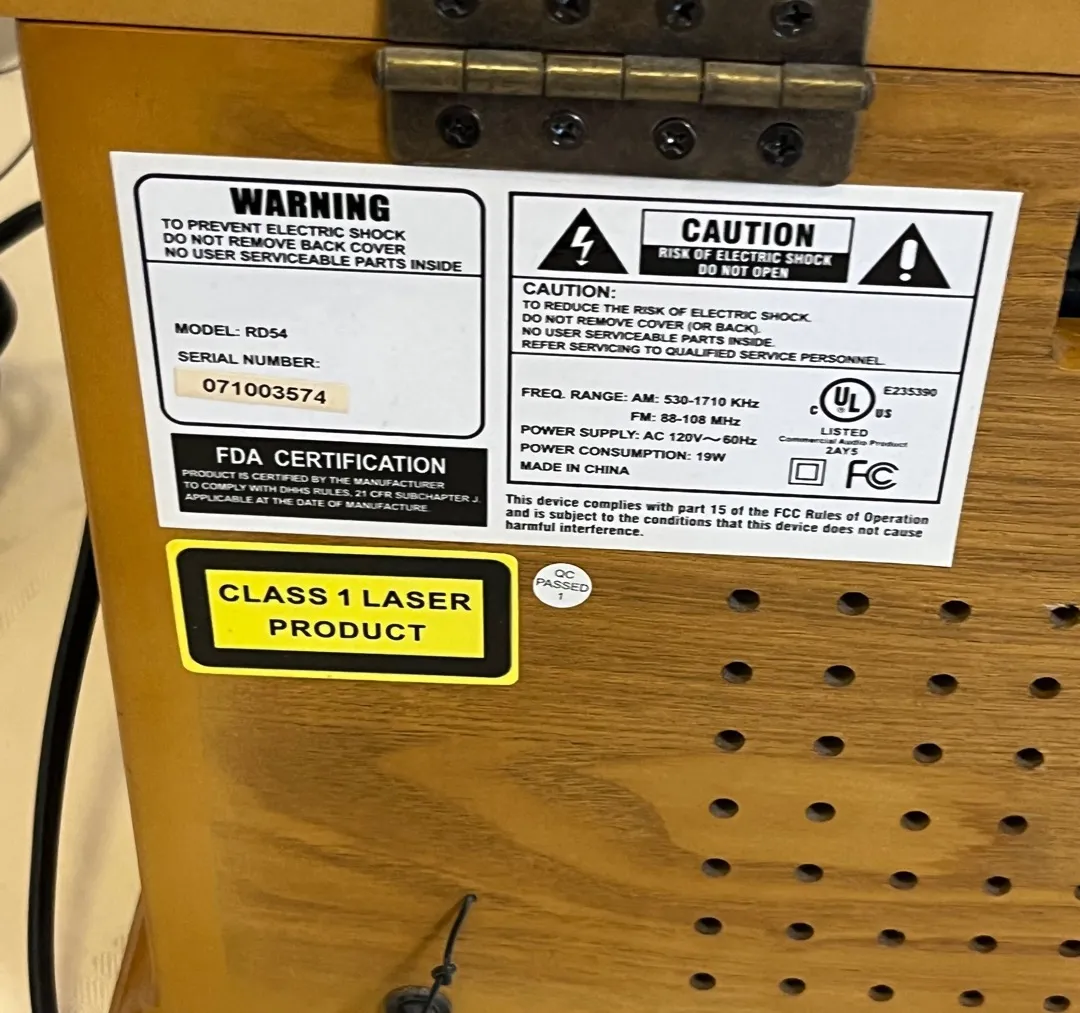 WARNING
TO PREVENT ELECTRIC SHOCK
DO NOT REMOVE BACK COVER
NO USER SERVICEABLE PARTS INSIDE
MODEL: RD54
SERIAL NUMBER:
071003574
FDA CERTIFICATION
PRODUCT IS CERTIFIED BY THE MANUFACTURER
TO COMPLY WITH DHHS RULES, 21 CFR SUBCHAPTER J.
APPLICABLE AT THE DATE OF MANUFACTURE
CAUTION
RISK OF ELECTRIC SHOCK
DO NOT OPEN
CAUTION:
TO REDUCE THE RISK OF ELECTRIC SHOCK.
DO NOT REMOVE COVER (OR BACK).
NO USER SERVICEABLE PARTS INSIDE.
REFER SERVICING TO QUALIFIED SERVICE PERSONNEL.
FREQ. RANGE: AM: 530-1710 KHz
FM: 88-108 MHz
POWER SUPPLY: AC 120V～60Hz
POWER CONSUMPTION: 19W
MADE IN CHINA
C UL ® US E235390
LISTED
Commercial Audio Product
2AY5
FC
This device complies with part 15 of the FCC Rules of Operation
and is subject to the conditions that this device does not cause
harmful interference.
CLASS 1 LASER
PRODUCT
QC
PASSED
1